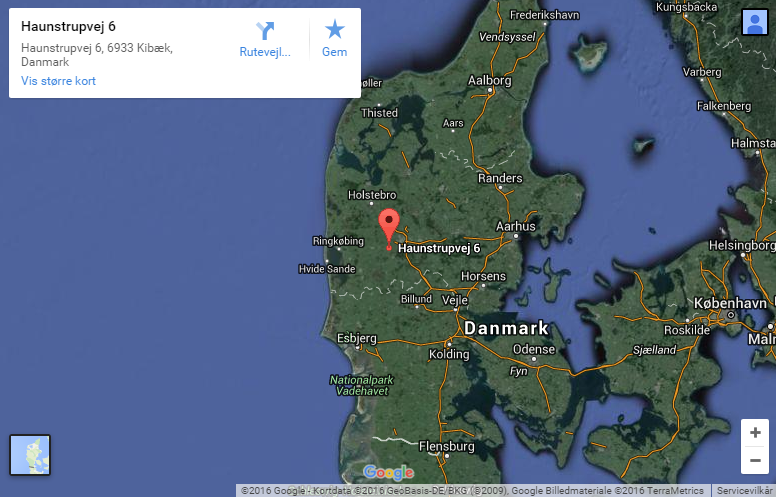 Haunstrupvej 6
Haunstrupvej 6, 6933 Kibæk,
Danmark
Vis større kort
Rutevejl...
Gem
Kungsbacka
Frederikshavn
Vendsyssel
Varberg
Aalborg
øller
Falkenberg
Thisted
Aars
Halmsta
Randers
Holstebro
Aarhus
Ringkøbing
Haunstrupvej 6
Helsingborg
Hvide Sande
Horsens
Billund
Vejle
København
Danmark
Roskilde
Esbjerg
Malm
Kolding
Odense
Sjælland
Fyn
Nationalpark
Vadehavet
+
Flensburg
−
Google
©2016 Google - Kortdata ©2016 GeoBasis-DE/BKG (©2009), Google Billedmateriale ©2016 TerraMetrics
Servicevilkår